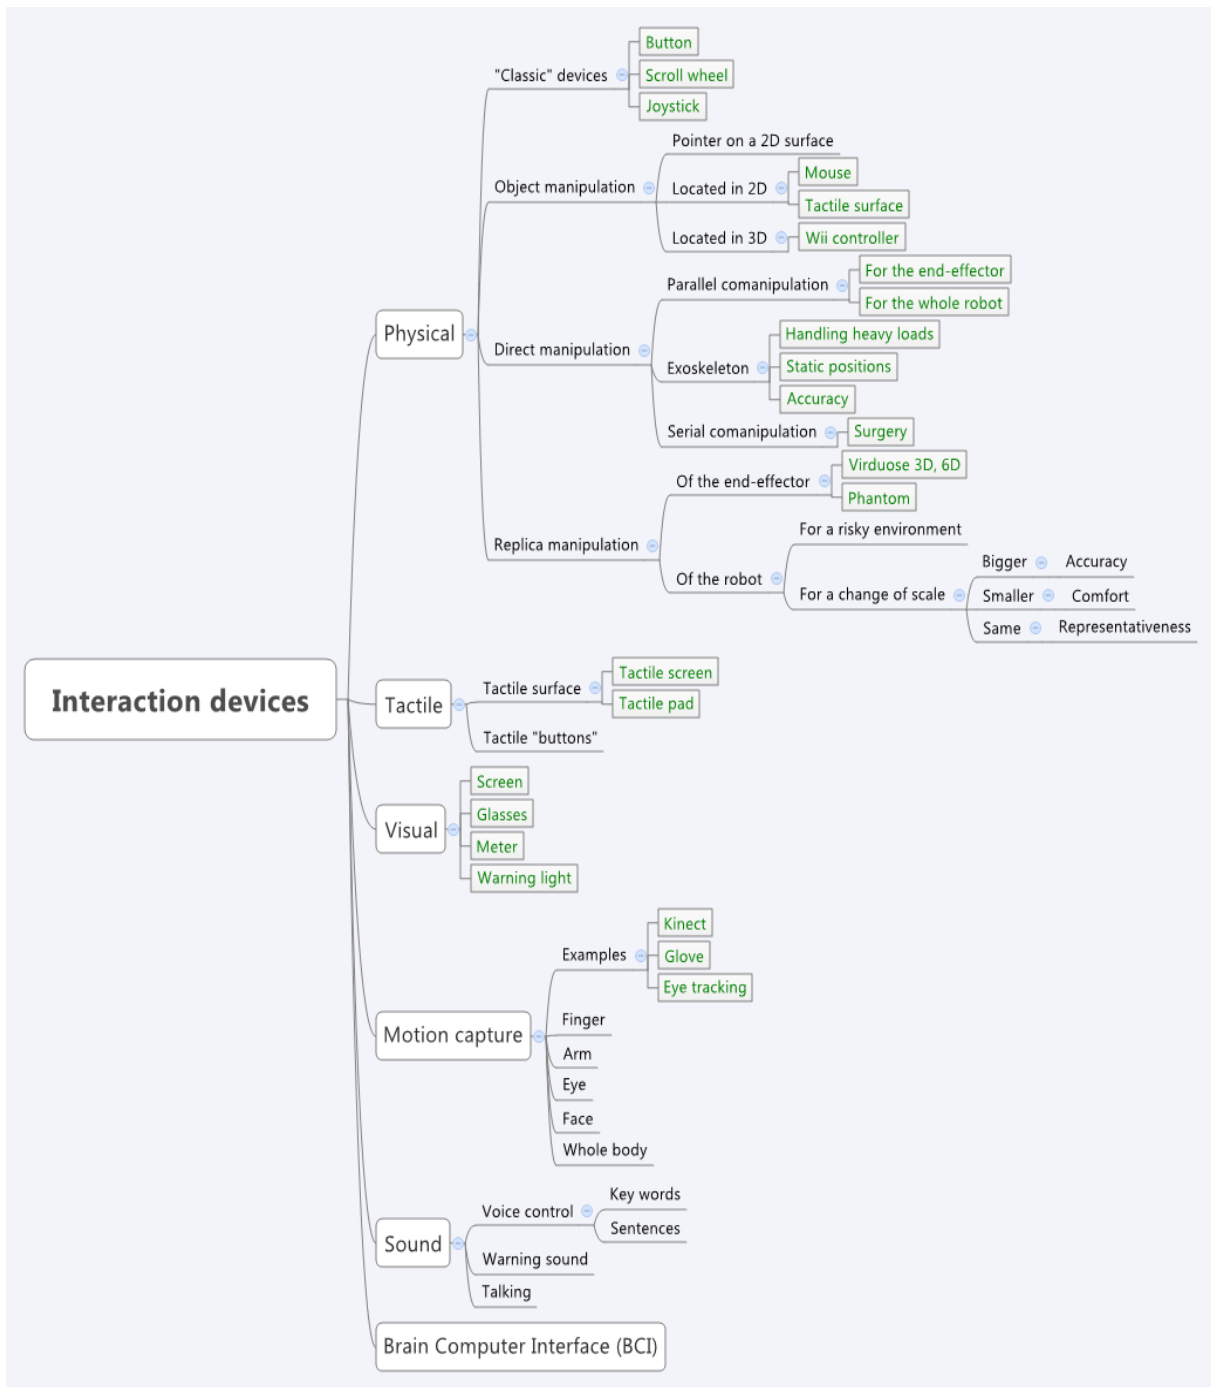 Interaction devices
Physical
"Classic" devices
Button
Scroll wheel
Joystick
Object manipulation
Pointer on a 2D surface
Located in 2D
Mouse
Tactile surface
Located in 3D
Wii controller
Direct manipulation
Parallel comanipulation
For the end-effector
For the whole robot
Exoskeleton
Handling heavy loads
Static positions
Accuracy
Serial comanipulation
Surgery
Replica manipulation
Of the end-effector
Virduose 3D, 6D
Phantom
Of the robot
For a risky environment
For a change of scale
Bigger
Accuracy
Smaller
Comfort
Same
Representativeness
Tactile
Tactile surface
Tactile screen
Tactile pad
Tactile "buttons"
Visual
Screen
Glasses
Meter
Warning light
Motion capture
Examples
Kinect
Glove
Eye tracking
Finger
Arm
Eye
Face
Whole body
Sound
Voice control
Key words
Sentences
Warning sound
Talking
Brain Computer Interface (BCI)